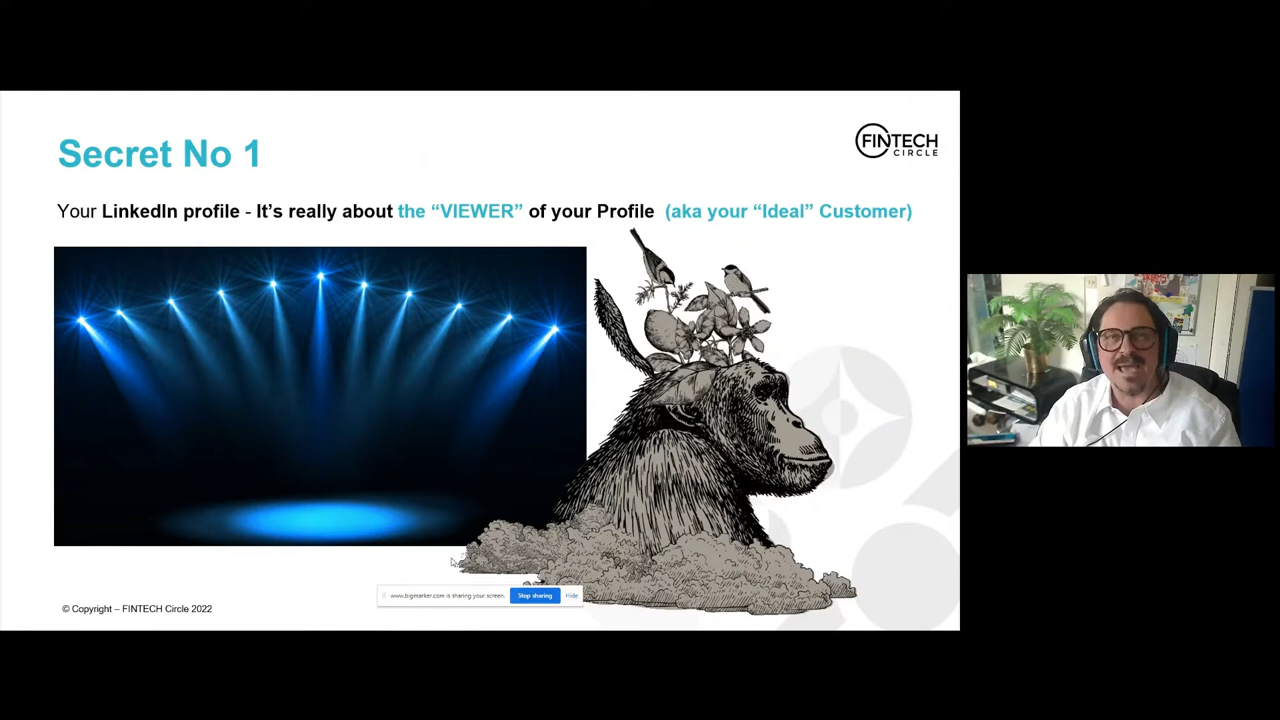 Secret No 1
FINTECH
CIRCLE
Your LinkedIn profile - It’s really about the “VIEWER” of your Profile (aka your “Ideal” Customer)
www.bigmarker.com is sharing your screen. Stop sharing Hide
© Copyright – FINTECH Circle 2022